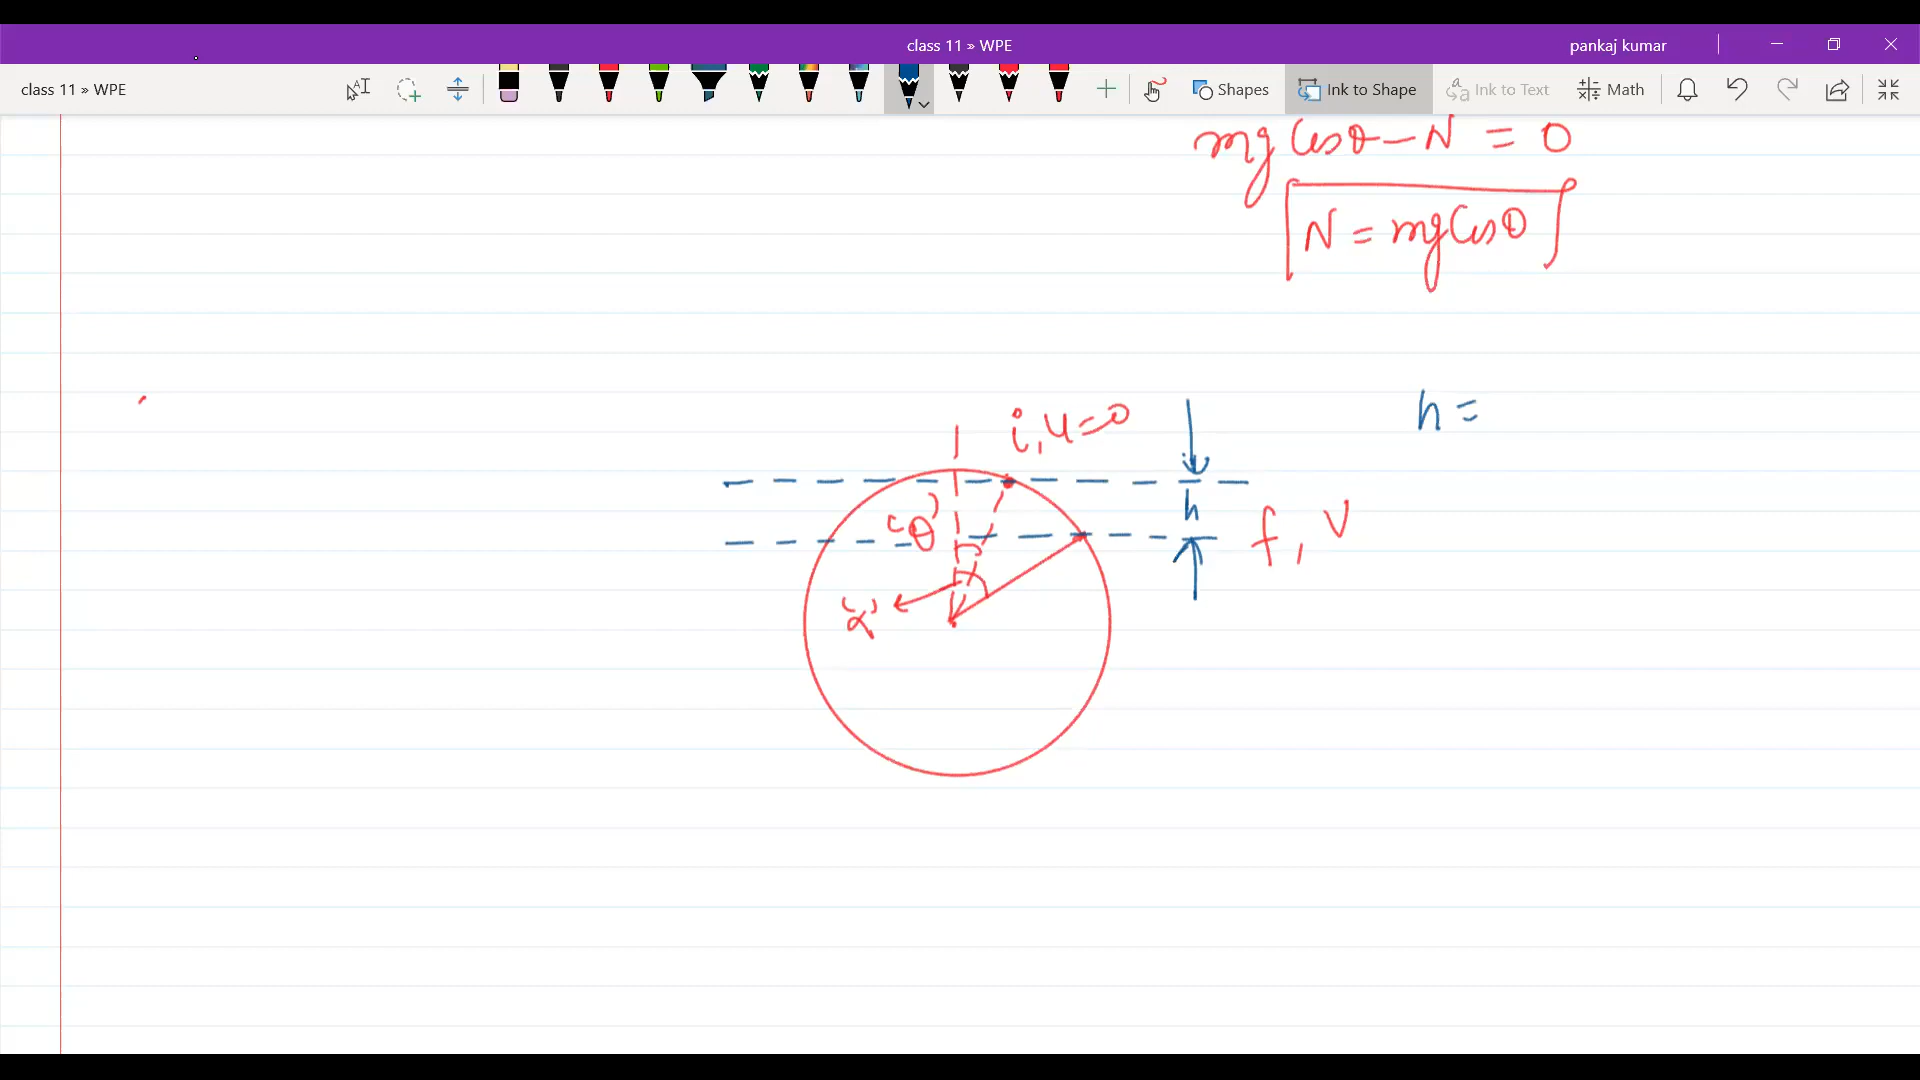 class 11 » WPE
pankaj kumar
class 11 » WPE
Shapes
Ink to Shape
Ink to Text
Math
mg Cosθ - N = 0
N = mg Cosθ
h =
i, u=0
h
'θ'
f, v
'α'